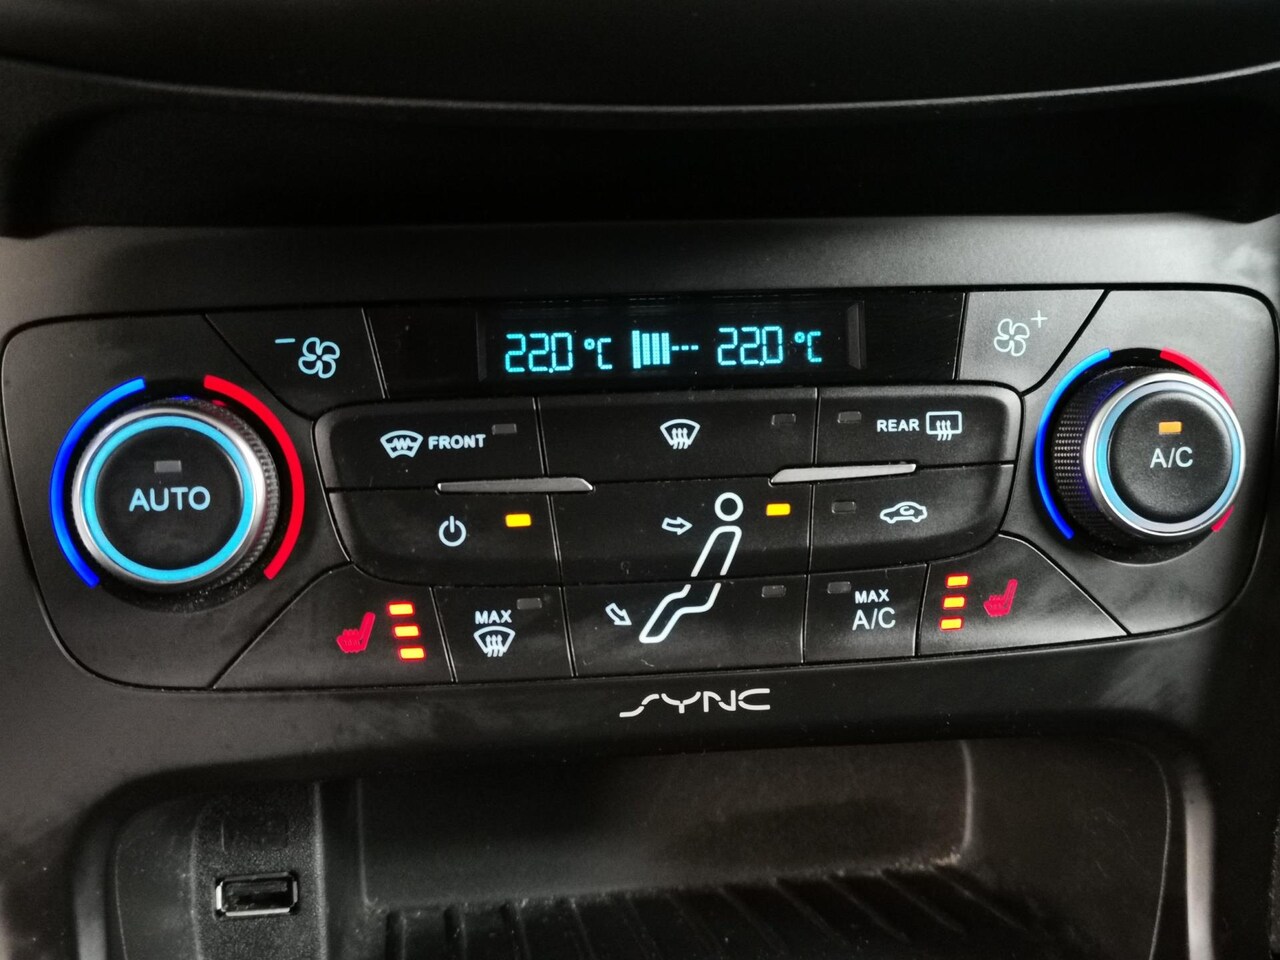 22.0 °C 22.0 °C
FRONT
REAR
AUTO
A/C
MAX
MAX
A/C
SYNC